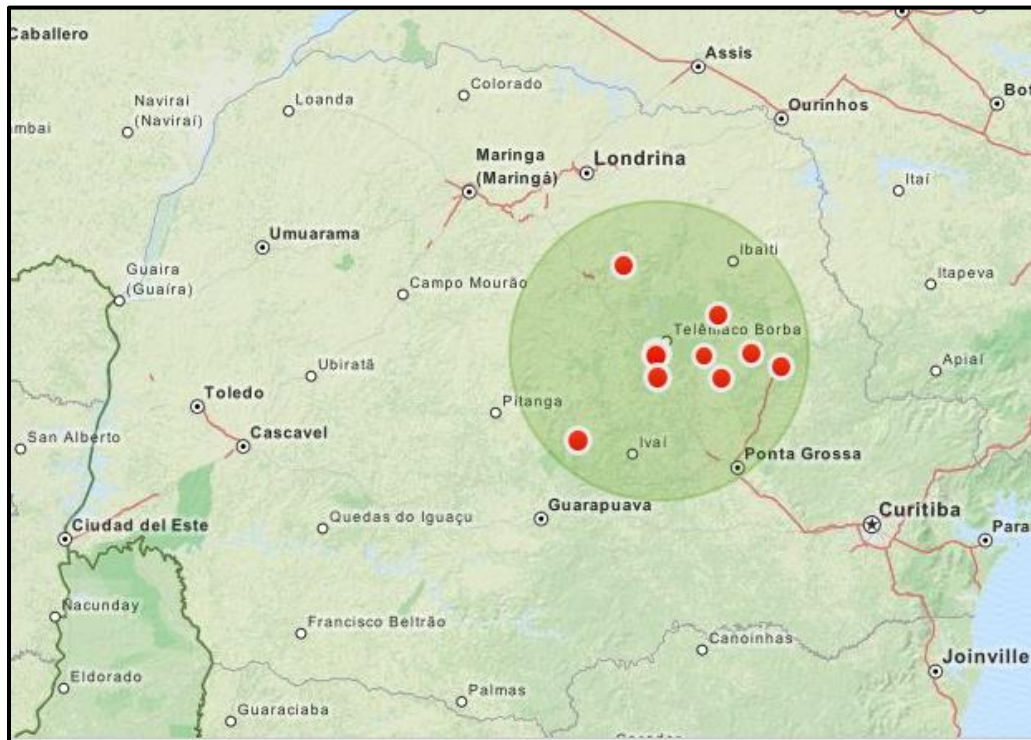 Caballero
Assis
Colorado
Loanda
Navirai
(Naviraí)
Ourinhos
Maringa
(Maringá)
Londrina
Itaí
Umuarama
Ibaiti
Guaira
(Guaíra)
Campo Mourão
Itapeva
Telêmaco Borba
Ubiratã
Apiaí
Toledo
Pitanga
San Alberto
Cascavel
Ivaí
Ponta Grossa
Guarapuava
Curitiba
Quedas do Iguaçu
Ciudad del Este
Para
Nacunday
Francisco Beltrão
Canoinhas
Joinville
Eldorado
Palmas
Guaraciaba